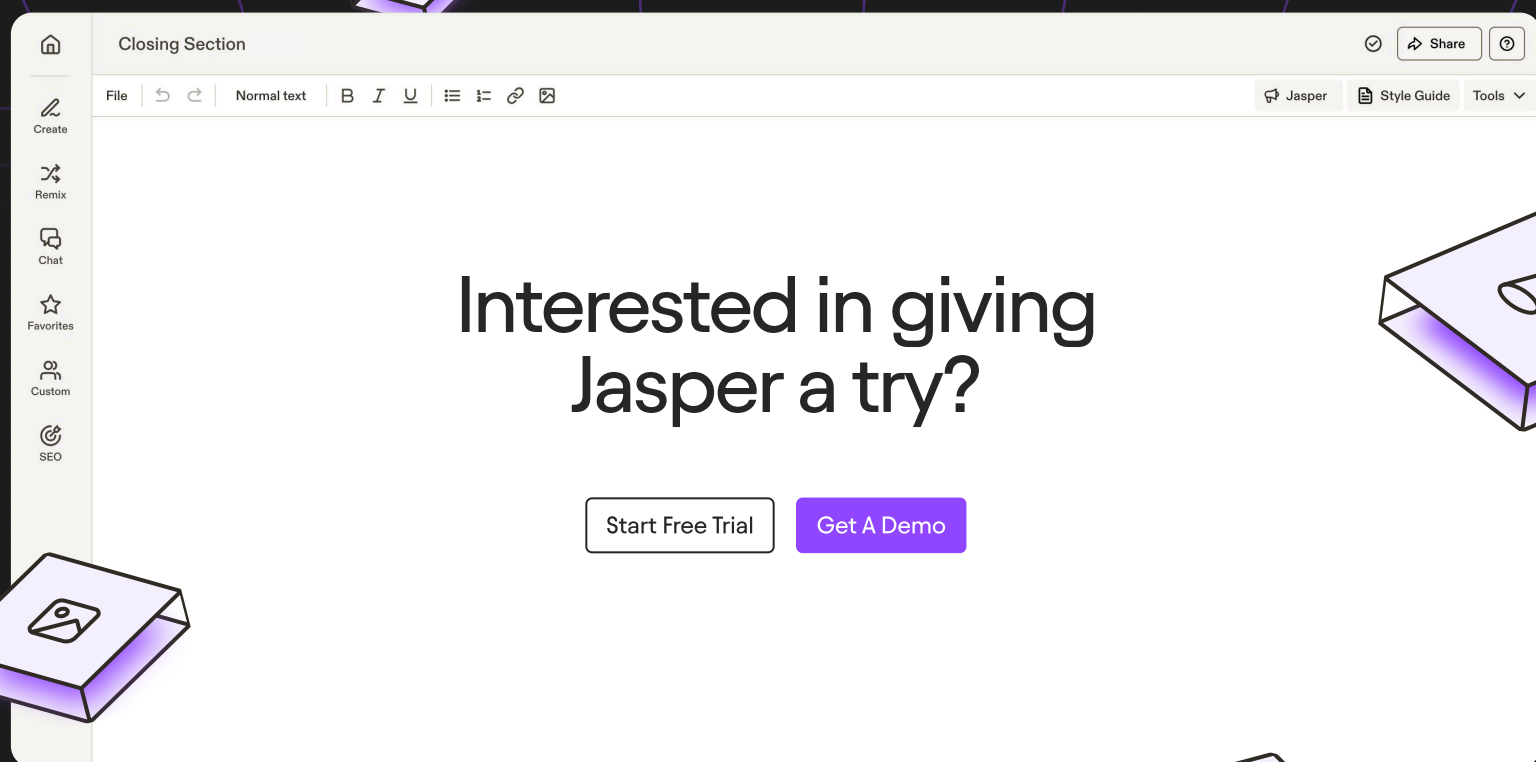 Closing Section
Share
File
Normal text
B I U
Jasper
Style Guide
Tools
Create
Remix
Chat
Favorites
Custom
SEO
Interested in giving
Jasper a try?
Start Free Trial
Get A Demo